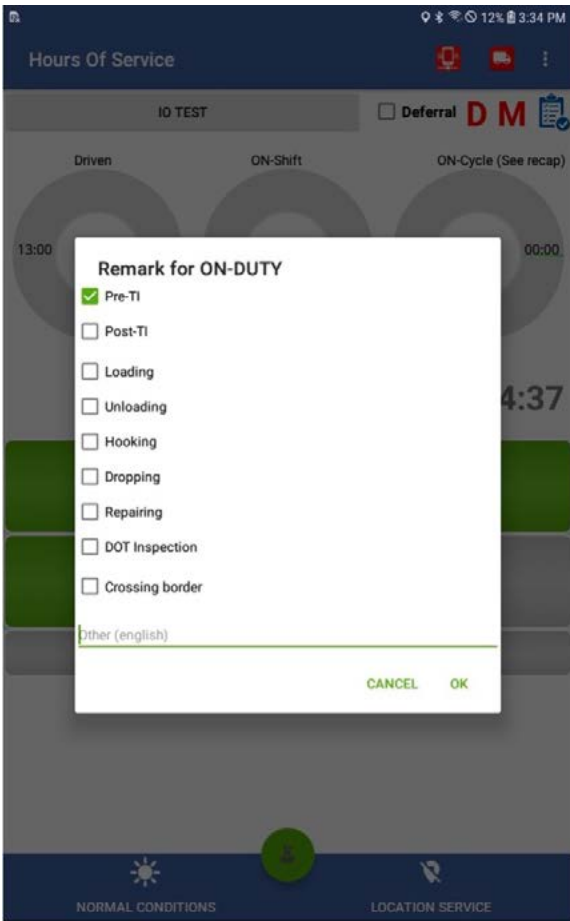 12% 3:34 PM
Hours Of Service
IO TEST
Deferral D M
Driven ON-Shift ON-Cycle (See recap)
13:00 00:00
Remark for ON-DUTY
Pre-TI
Post-TI
Loading
4:37
Unloading
Hooking
Dropping
Repairing
DOT Inspection
Crossing border
Other (english)
CANCEL OK
NORMAL CONDITIONS LOCATION SERVICE